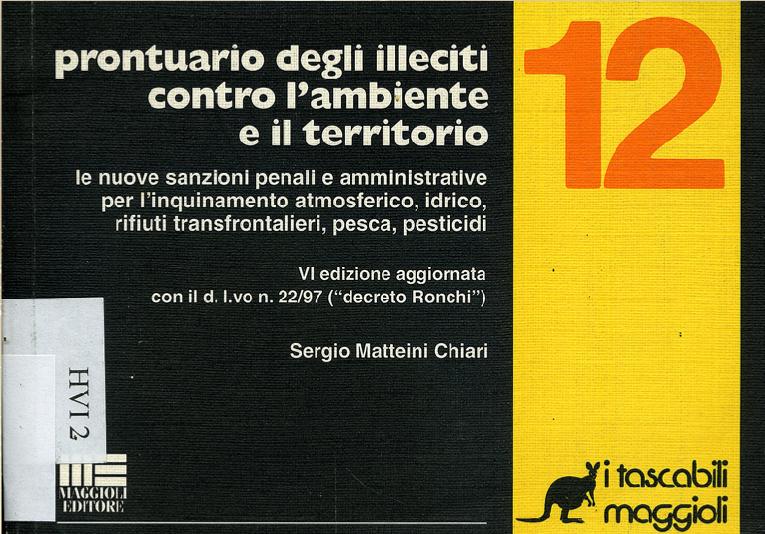 prontuario degli illeciti
contro l'ambiente
e il territorio
le nuove sanzioni penali e amministrative
per l'inquinamento atmosferico, idrico,
rifiuti transfrontalieri, pesca, pesticidi
VI edizione aggiornata
con il d. l.vo n. 22/97 ("decreto Ronchi")
Sergio Matteini Chiari
HVI 2
MAGGIOLI
EDITORE
12
i tascabili
maggioli